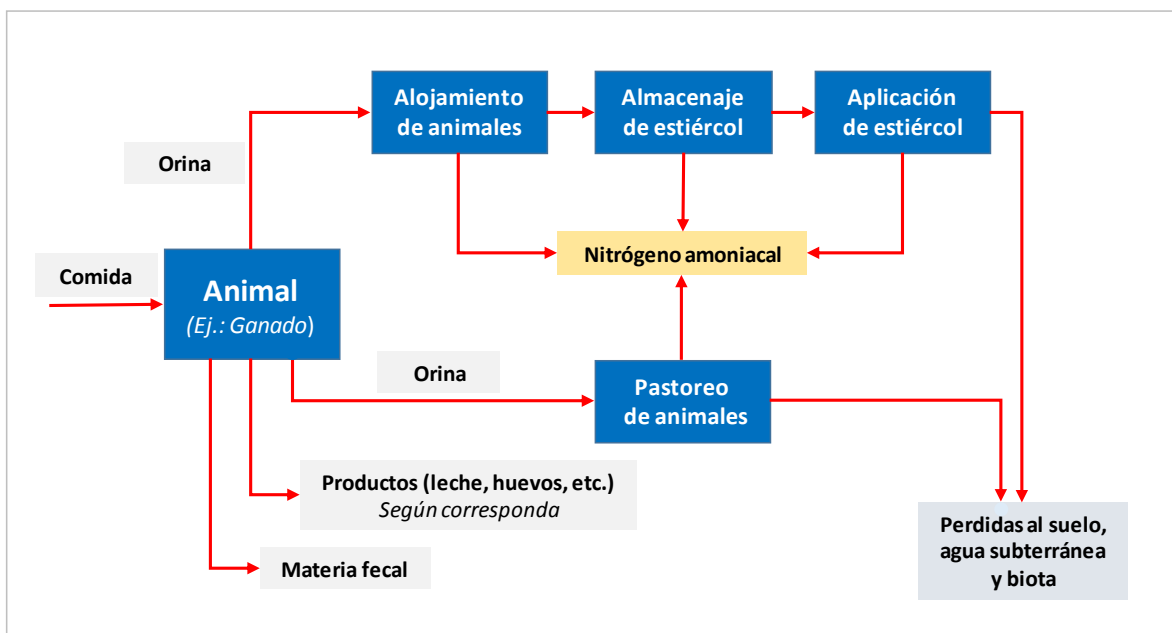 Alojamiento
de animales
Almacenaje
de estiércol
Aplicación
de estiércol
Orina
Nitrógeno amoniacal
Comida
Animal
(Ej.: Ganado)
Orina
Pastoreo
de animales
Productos (leche, huevos, etc.)
Según corresponda
Perdidas al suelo,
agua subterránea
y biota
Materia fecal